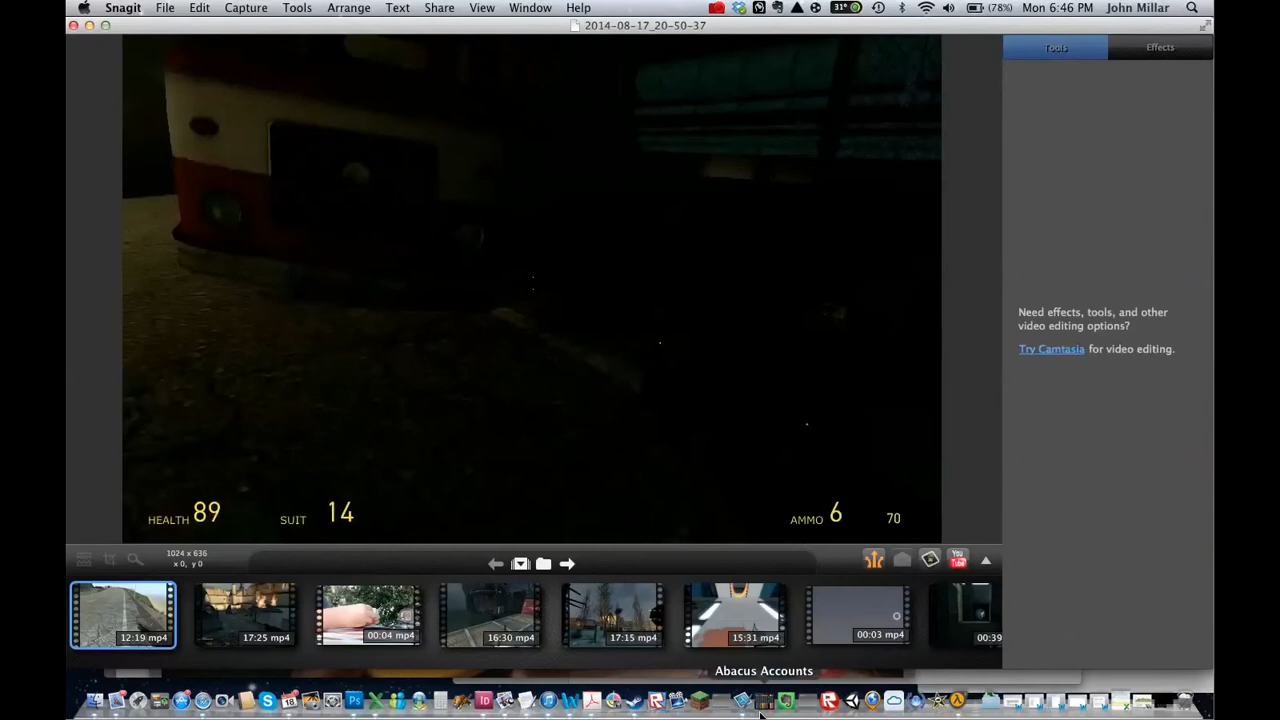 Snagit File Edit Capture Tools Arrange Text Share View Window Help 31° (78%) Mon 6:46 PM John Millar
2014-08-17_20-50-37
Tools Effects
Need effects, tools, and other
video editing options?
Try Camtasia for video editing.
HEALTH 89 SUIT 14 AMMO 6 70
1024 x 636
x 0, y 0
You
Tube
12:19 mp4 17:25 mp4 00:04 mp4 16:30 mp4 17:15 mp4 15:31 mp4 00:03 mp4 00:39
Abacus Accounts
18